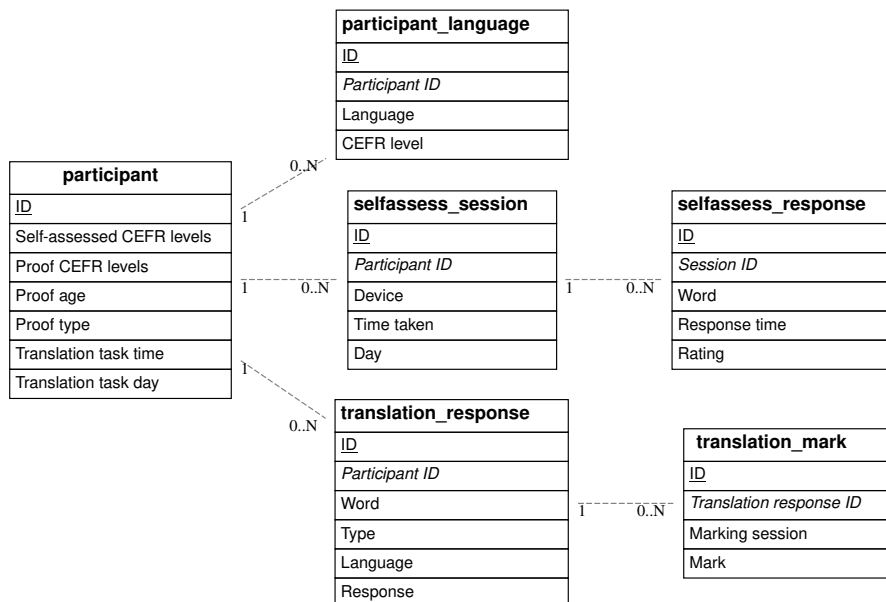 participant_language
ID
Participant ID
Language
CEFR level
participant
ID
Self-assessed CEFR levels
Proof CEFR levels
Proof age
Proof type
Translation task time
Translation task day
1
0..N
selfassess_session
ID
Participant ID
Device
Time taken
Day
1
0..N
selfassess_response
ID
Session ID
Word
Response time
Rating
1
0..N
translation_response
ID
Participant ID
Word
Type
Language
Response
1
0..N
translation_mark
ID
Translation response ID
Marking session
Mark
1
0..N